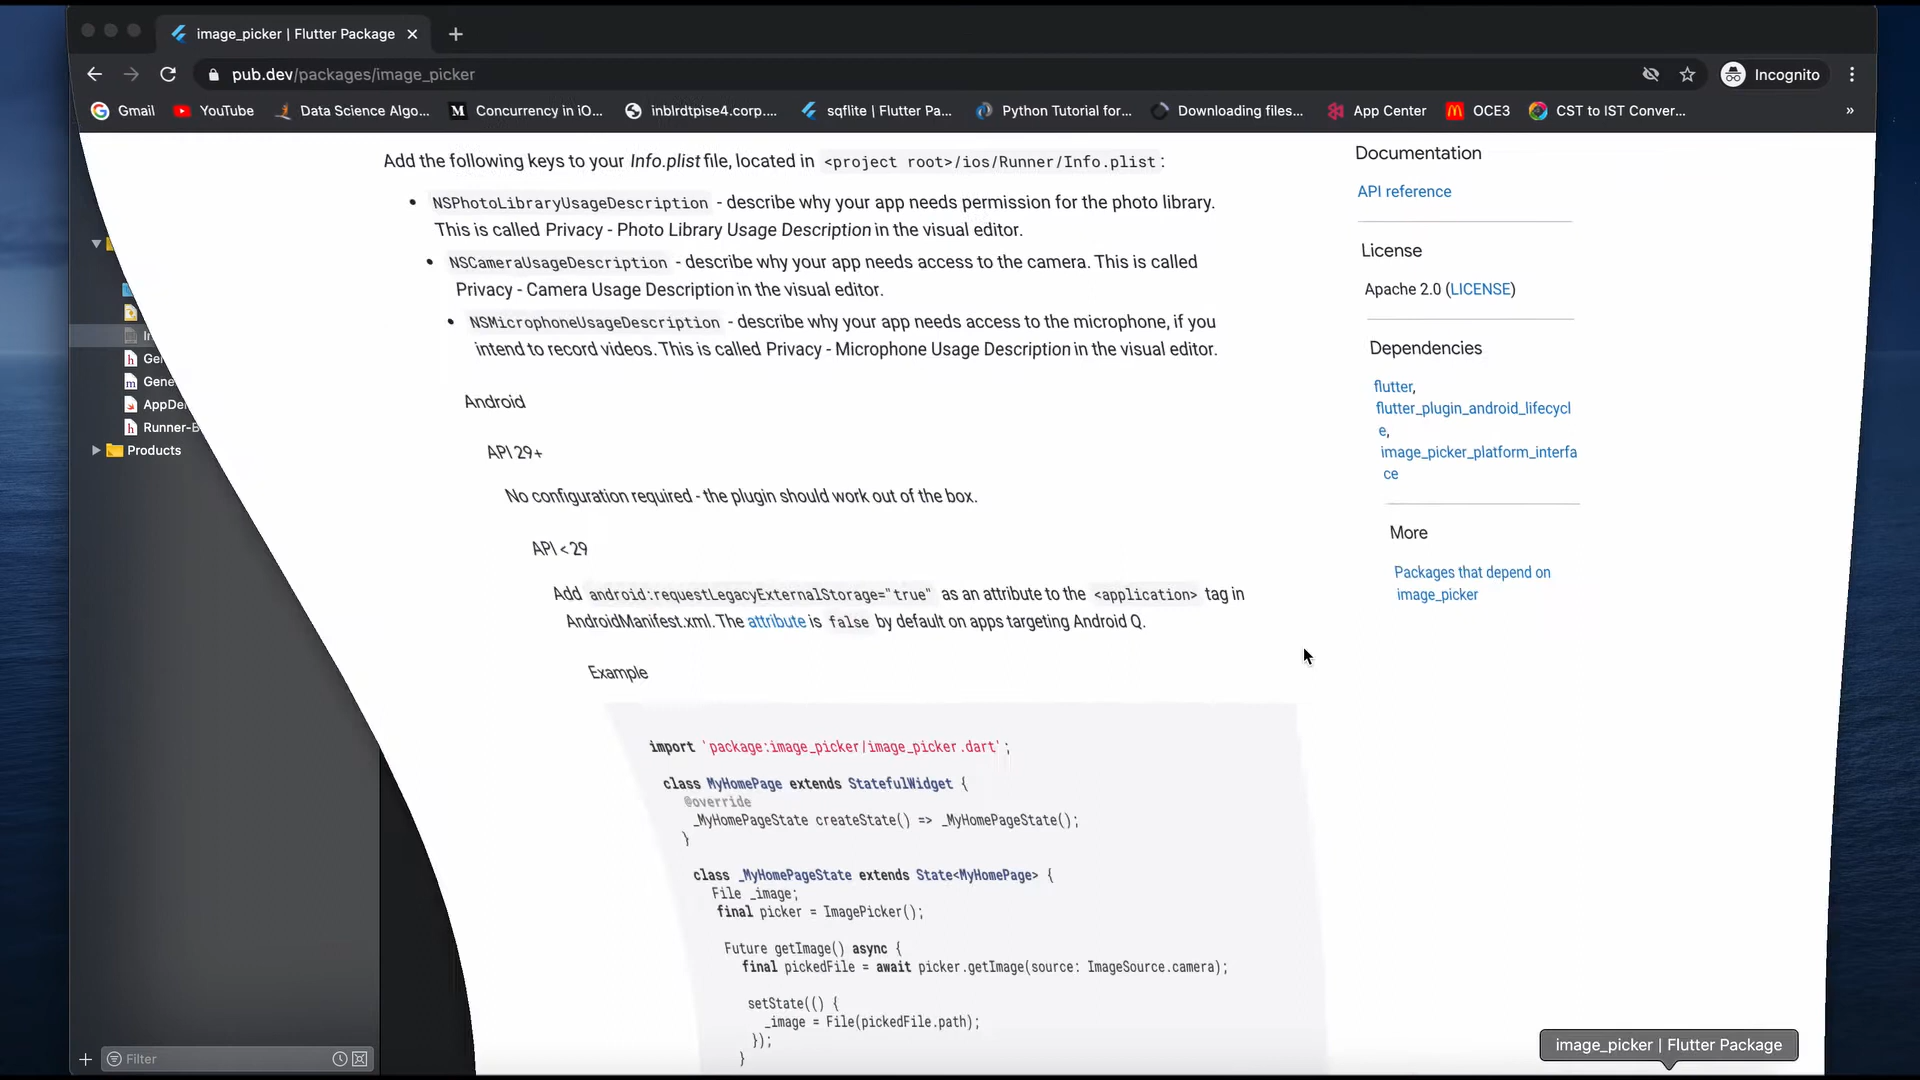 image_picker | Flutter Package
pub.dev/packages/image_picker
Incognito
Gmail
YouTube
Data Science Algo...
Concurrency in iO...
inblrdtpise4.corp....
sqflite | Flutter Pa...
Python Tutorial for...
Downloading files...
App Center
OCE3
CST to IST Conver...
»
Add the following keys to your Info.plist file, located in <project root>/ios/Runner/Info.plist:
• NSPhotoLibraryUsageDescription - describe why your app needs permission for the photo library.
This is called Privacy - Photo Library Usage Description in the visual editor.
• NSCameraUsageDescription - describe why your app needs access to the camera. This is called
Privacy - Camera Usage Description in the visual editor.
• NSMicrophoneUsageDescription - describe why your app needs access to the microphone, if you
intend to record videos. This is called Privacy - Microphone Usage Description in the visual editor.
Android
API 29+
No configuration required - the plugin should work out of the box.
API < 29
Add android:requestLegacyExternalStorage="true" as an attribute to the <application> tag in
AndroidManifest.xml. The attribute is false by default on apps targeting Android Q.
Example
import 'package:image_picker/image_picker.dart';
class MyHomePage extends StatefulWidget {
@override
_MyHomePageState createState() => _MyHomePageState();
}
class _MyHomePageState extends State<MyHomePage> {
File _image;
final picker = ImagePicker();
Future getImage() async {
final pickedFile = await picker.getImage(source: ImageSource.camera);
setState(() {
_image = File(pickedFile.path);
});
}
Documentation
API reference
License
Apache 2.0 (LICENSE)
Dependencies
flutter,
flutter_plugin_android_lifecycl
e,
image_picker_platform_interfa
ce
More
Packages that depend on
image_picker
In
Ge
Gene
AppDe
Runner-B
Products
Filter
image_picker | Flutter Package